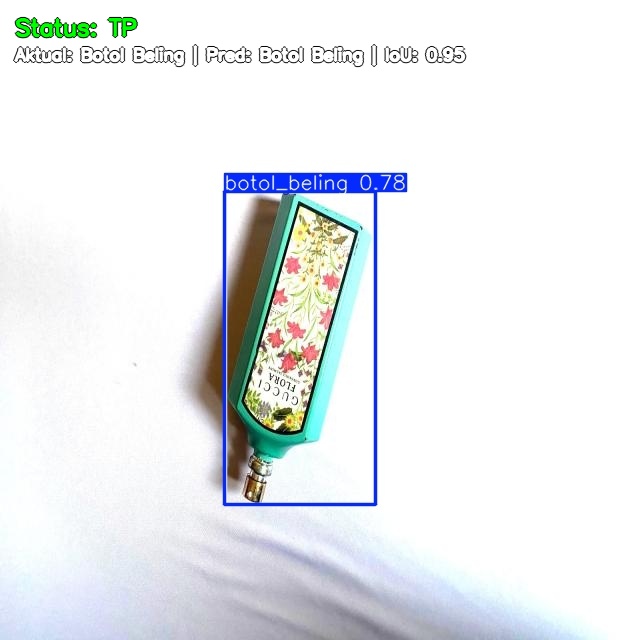 Status: TP
Aktual: Botol Beling | Pred: Botol Beling | IoU: 0.95
botol_beling 0.78
GUCCI
FLORA